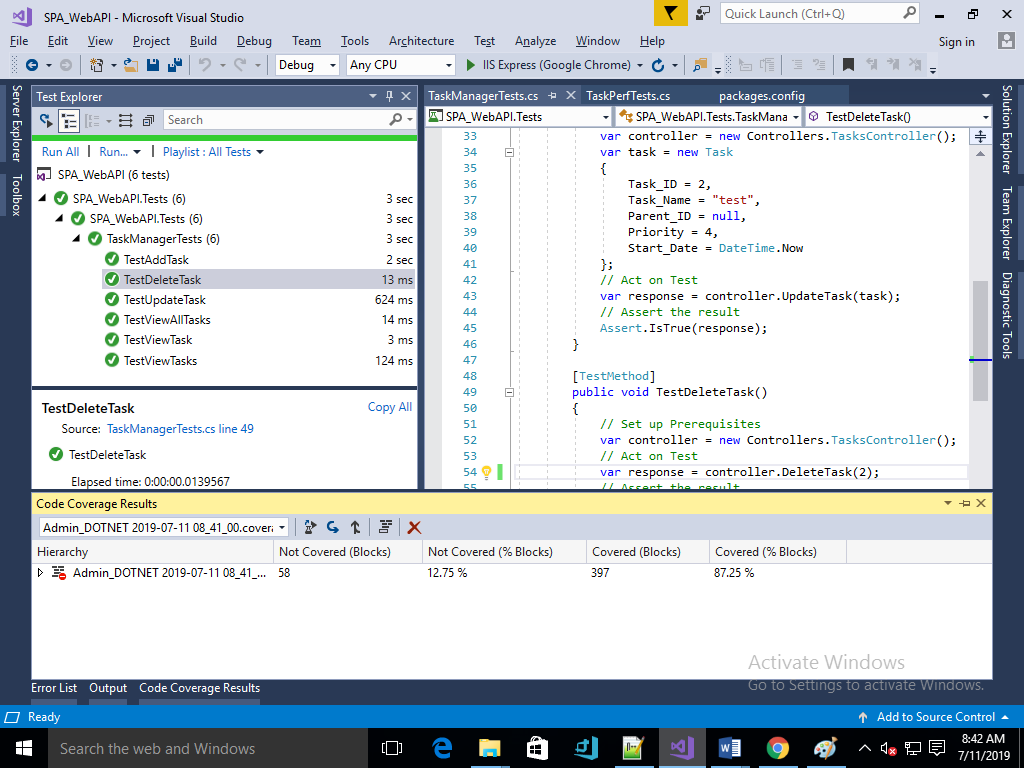 SPA_WebAPI - Microsoft Visual Studio
Quick Launch (Ctrl+Q)
File Edit View Project Build Debug Team Tools Architecture Test Analyze Window Help Sign in
Debug Any CPU IIS Express (Google Chrome)
Server Explorer
Toolbox
Test Explorer
Search
Run All | Run... | Playlist : All Tests
SPA_WebAPI (6 tests)
SPA_WebAPI.Tests (6) 3 sec
SPA_WebAPI.Tests (6) 3 sec
TaskManagerTests (6) 3 sec
TestAddTask 2 sec
TestDeleteTask 13 ms
TestUpdateTask 624 ms
TestViewAllTasks 14 ms
TestViewTask 3 ms
TestViewTasks 124 ms
TestDeleteTask Copy All
Source: TaskManagerTests.cs line 49
TestDeleteTask
Elapsed time: 0:00:00.0139567
TaskManagerTests.cs TaskPerfTests.cs packages.config
SPA_WebAPI.Tests SPA_WebAPI.Tests.TaskMana TestDeleteTask()
33 var controller = new Controllers.TasksController();
34 var task = new Task
35 {
36 Task_ID = 2,
37 Task_Name = "test",
38 Parent_ID = null,
39 Priority = 4,
40 Start_Date = DateTime.Now
41 };
42 // Act on Test
43 var response = controller.UpdateTask(task);
44 // Assert the result
45 Assert.IsTrue(response);
46 }
47
48 [TestMethod]
49 public void TestDeleteTask()
50 {
51 // Set up Prerequisites
52 var controller = new Controllers.TasksController();
53 // Act on Test
54 var response = controller.DeleteTask(2);
55 // Assert the result
Solution Explorer
Team Explorer
Diagnostic Tools
Code Coverage Results
Admin_DOTNET 2019-07-11 08_41_00.covera
Hierarchy Not Covered (Blocks) Not Covered (% Blocks) Covered (Blocks) Covered (% Blocks)
Admin_DOTNET 2019-07-11 08_41_... 58 12.75 % 397 87.25 %
Activate Windows
Go to Settings to activate Windows.
Error List Output Code Coverage Results
Ready Add to Source Control
Search the web and Windows
8:42 AM
7/11/2019